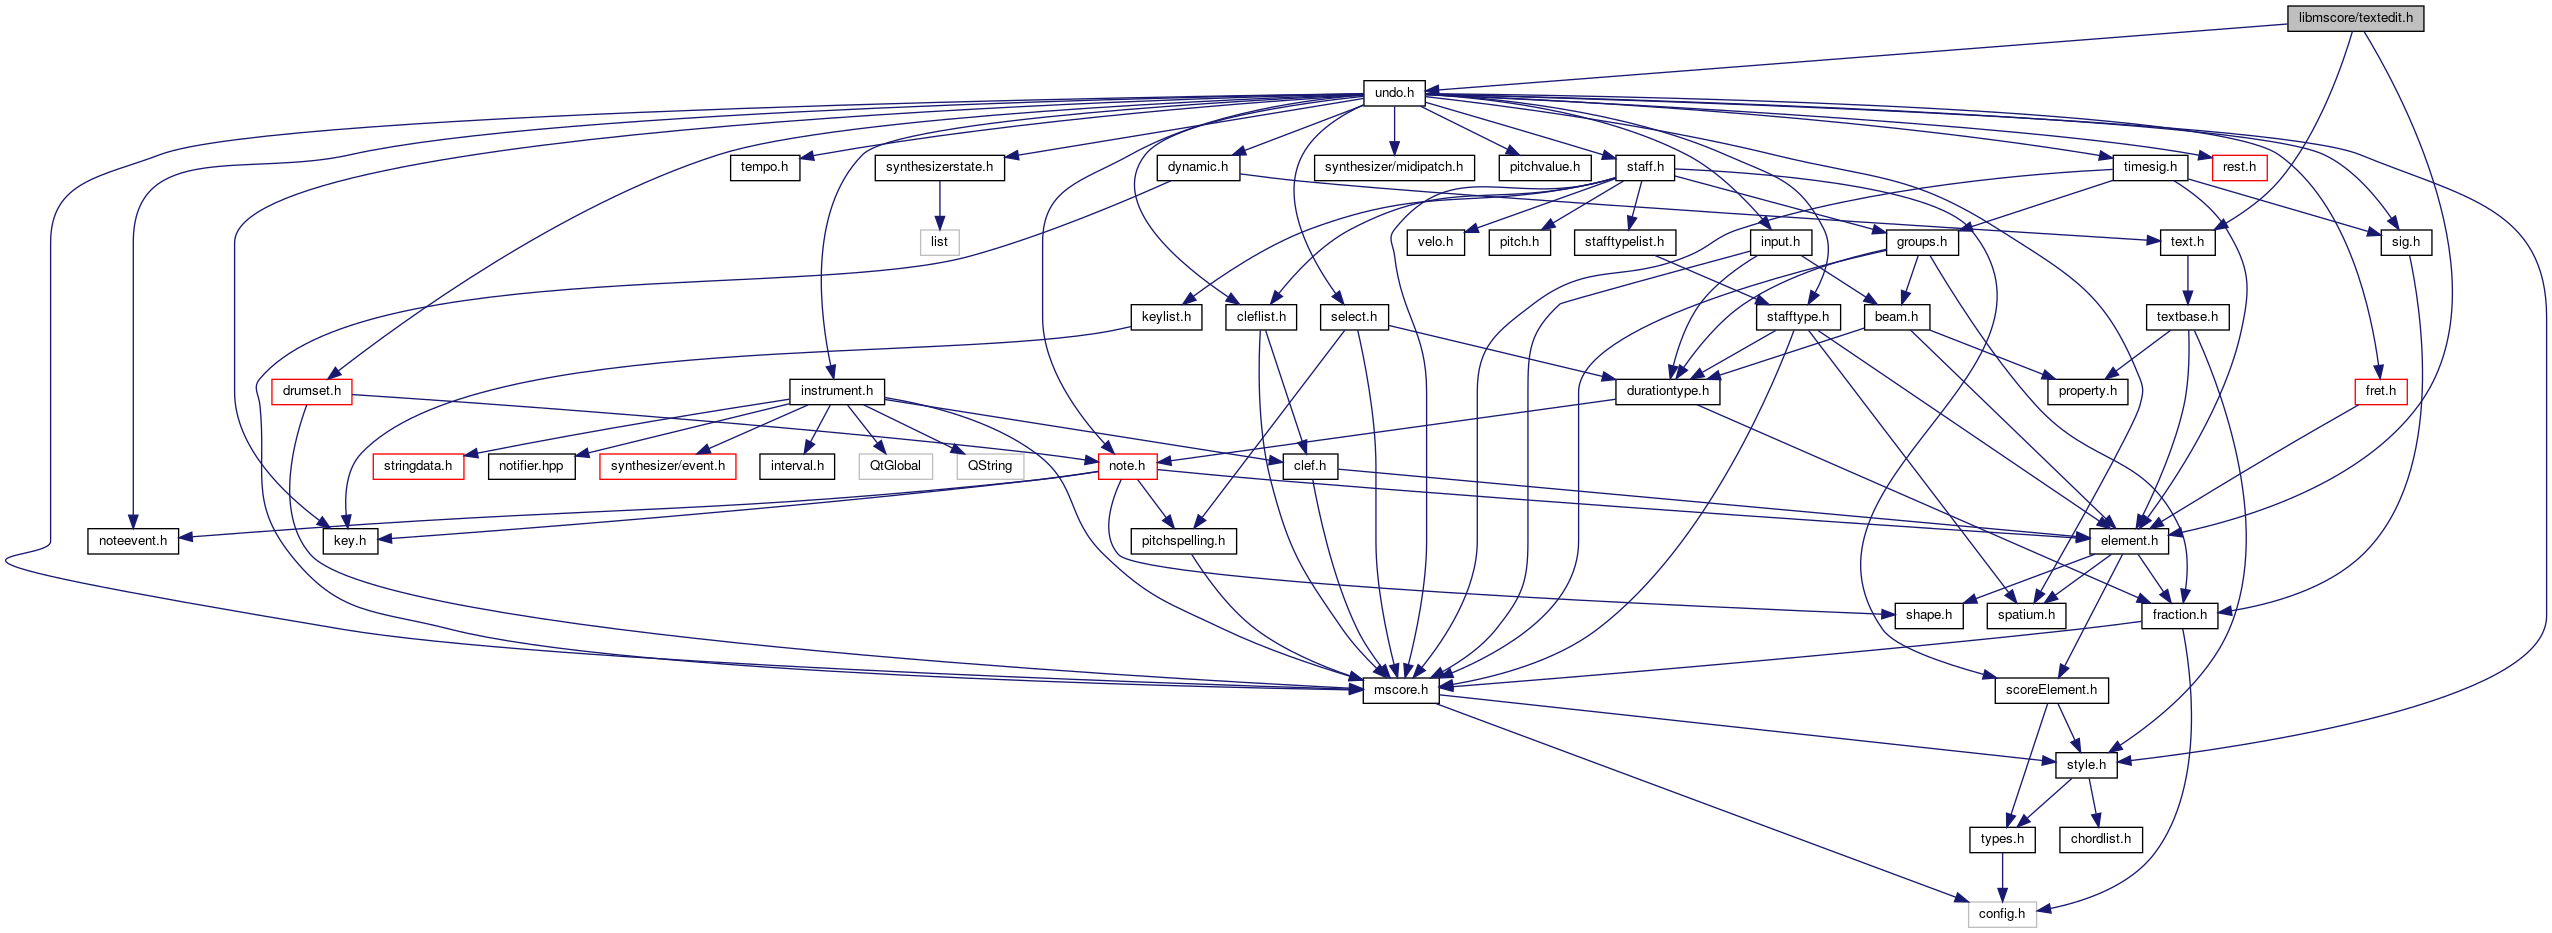 libmscore/textedit.h
undo.h
tempo.h
synthesizerstate.h
dynamic.h
synthesizer/midipatch.h
pitchvalue.h
staff.h
timesig.h
rest.h
list
velo.h
pitch.h
stafftypelist.h
input.h
groups.h
text.h
sig.h
keylist.h
cleflist.h
select.h
stafftype.h
beam.h
textbase.h
drumset.h
instrument.h
durationtype.h
property.h
fret.h
stringdata.h
notifier.hpp
synthesizer/event.h
interval.h
QtGlobal
QString
note.h
clef.h
noteevent.h
key.h
pitchspelling.h
element.h
shape.h
spatium.h
fraction.h
mscore.h
scoreElement.h
style.h
types.h
chordlist.h
config.h